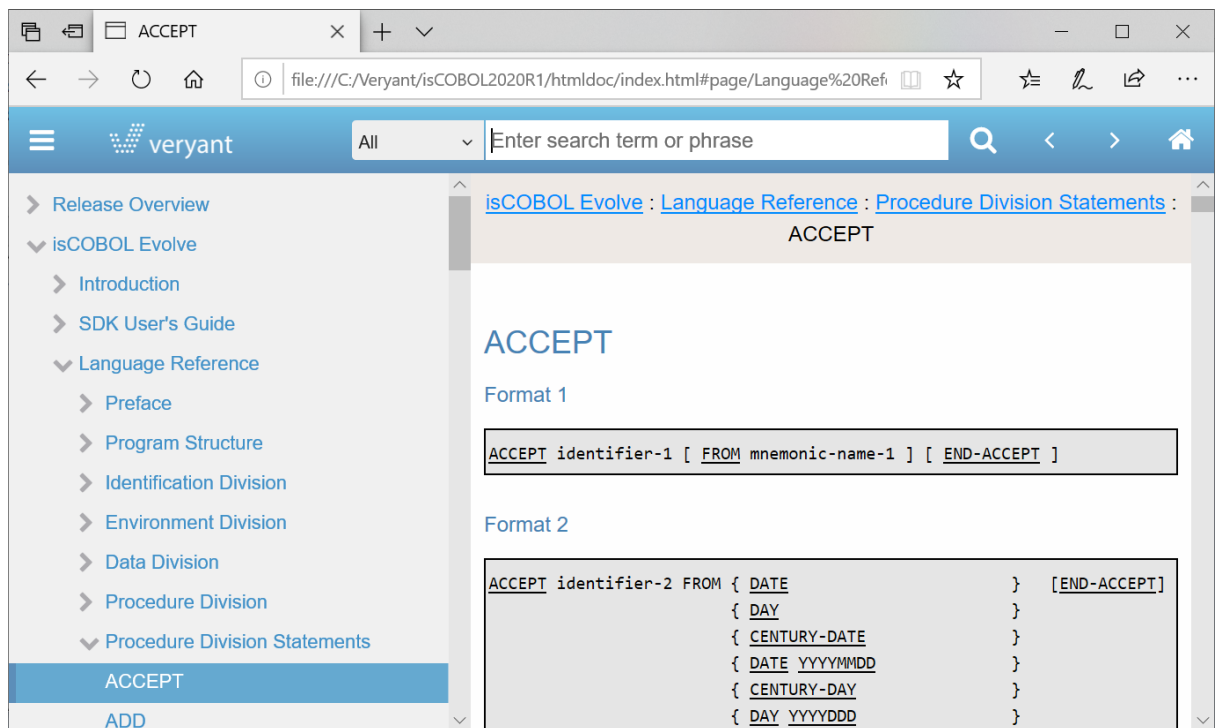 ACCEPT
file:///C:/Veryant/isCOBOL2020R1/htmldoc/index.html#page/Language%20Refe
veryant
All
Enter search term or phrase
Release Overview
isCOBOL Evolve
Introduction
SDK User's Guide
Language Reference
Preface
Program Structure
Identification Division
Environment Division
Data Division
Procedure Division
Procedure Division Statements
ACCEPT
ADD
isCOBOL Evolve : Language Reference : Procedure Division Statements :
ACCEPT
ACCEPT
Format 1
ACCEPT identifier-1 [ FROM mnemonic-name-1 ] [ END-ACCEPT ]
Format 2
ACCEPT identifier-2 FROM { DATE } [END-ACCEPT]
{ DAY }
{ CENTURY-DATE }
{ DATE YYYYMMDD }
{ CENTURY-DAY }
{ DAY YYYYDDD }